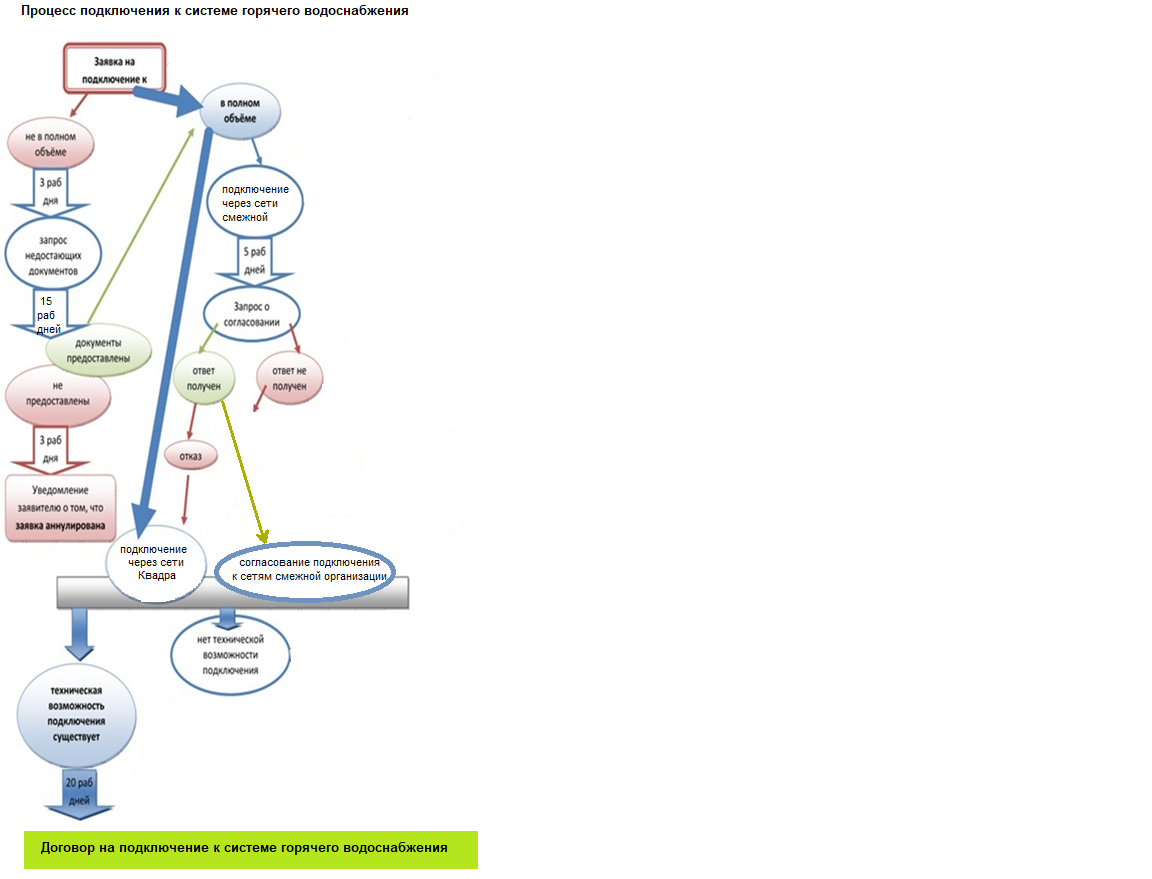 Процесс подключения к системе горячего водоснабжения
Заявка на
подключение к
в полном
объёме
не в полном
объёме
3 раб
дня
запрос
недостающих
документов
15
раб
дней
документы
предоставлены
не
предоставлены
3 раб
дня
Уведомление
заявителю о том, что
заявка аннулирована
подключение
через сети
смежной
5 раб
дней
Запрос о
согласовании
ответ
получен
ответ не
получен
отказ
подключение
через сети
Квадра
согласование подключения
к сетям смежной организации
нет технической
возможности
подключения
техническая
возможность
подключения
существует
20 раб
дней
Договор на подключение к системе горячего водоснабжения